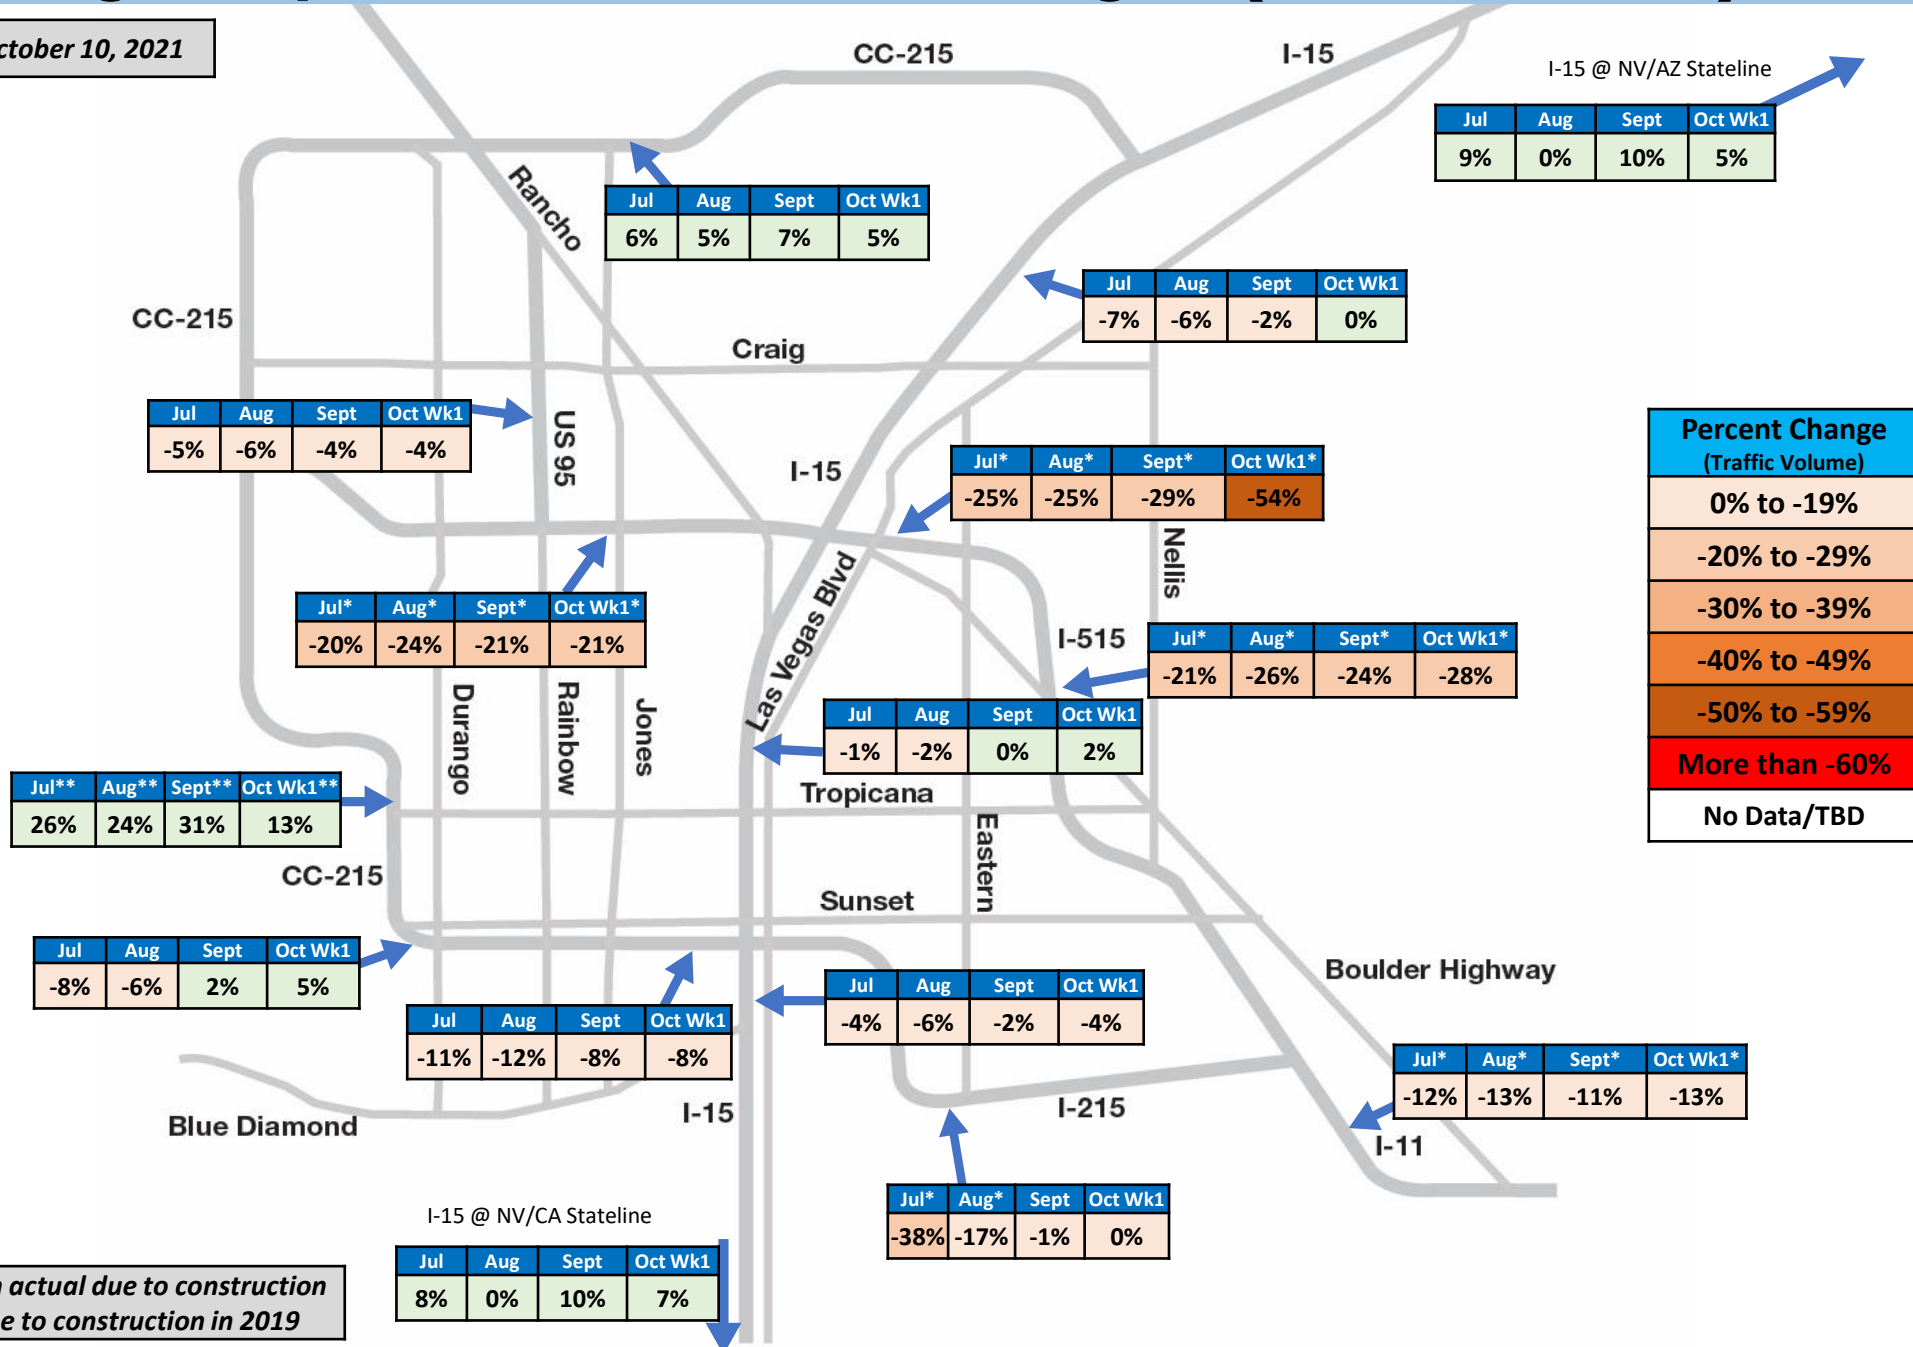 October 10, 2021
CC-215
I-15
I-15 @ NV/AZ Stateline
Jul Aug Sept Oct Wk1
9% 0% 10% 5%
Rancho
Jul Aug Sept Oct Wk1
6% 5% 7% 5%
Jul Aug Sept Oct Wk1
-7% -6% -2% 0%
CC-215
Craig
Jul Aug Sept Oct Wk1
-5% -6% -4% -4%
US 95
I-15
Jul* Aug* Sept* Oct Wk1*
-25% -25% -29% -54%
Percent Change
(Traffic Volume)
0% to -19%
-20% to -29%
-30% to -39%
-40% to -49%
-50% to -59%
More than -60%
No Data/TBD
Nellis
Las Vegas Blvd
Jul* Aug* Sept* Oct Wk1*
-20% -24% -21% -21%
I-515
Jul* Aug* Sept* Oct Wk1*
-21% -26% -24% -28%
Durango
Rainbow
Jones
Jul Aug Sept Oct Wk1
-1% -2% 0% 2%
Jul** Aug** Sept** Oct Wk1**
26% 24% 31% 13%
Tropicana
Eastern
CC-215
Sunset
Jul Aug Sept Oct Wk1
-8% -6% 2% 5%
Boulder Highway
Jul Aug Sept Oct Wk1
-4% -6% -2% -4%
Jul Aug Sept Oct Wk1
-11% -12% -8% -8%
Jul* Aug* Sept* Oct Wk1*
-12% -13% -11% -13%
Blue Diamond
I-15
I-215
I-11
Jul* Aug* Sept Oct Wk1
-38% -17% -1% 0%
I-15 @ NV/CA Stateline
Jul Aug Sept Oct Wk1
8% 0% 10% 7%
actual due to construction
to construction in 2019